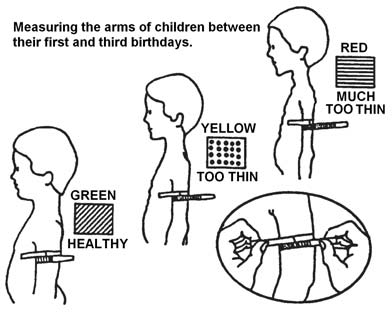 Measuring the arms of children between
their first and third birthdays.
RED
MUCH
TOO THIN
YELLOW
TOO THIN
GREEN
HEALTHY